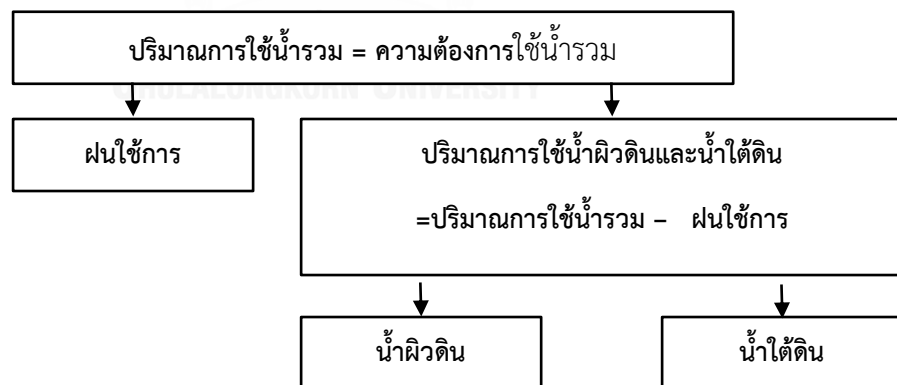 ปริมาณการใช้น้ำรวม = ความต้องการใช้น้ำรวม
CHULALONGKORN UNIVERSITY
ฝนใช้การ
ปริมาณการใช้น้ำผิวดินและน้ำใต้ดิน
=ปริมาณการใช้น้ำรวม – ฝนใช้การ
น้ำผิวดิน
น้ำใต้ดิน